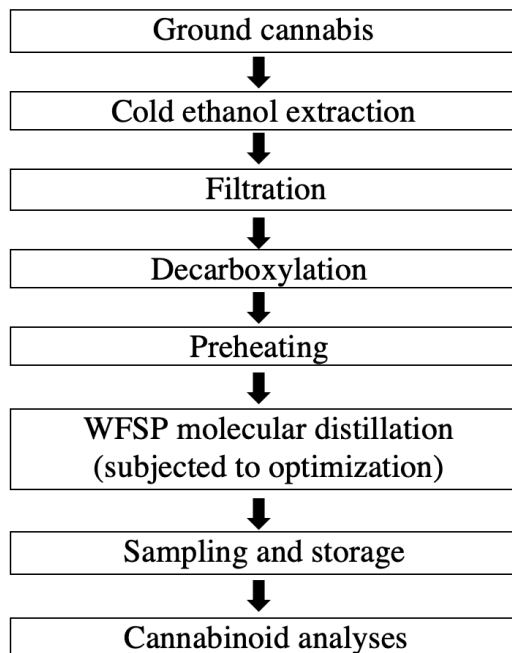 Ground cannabis
Cold ethanol extraction
Filtration
Decarboxylation
Preheating
WFSP molecular distillation
(subjected to optimization)
Sampling and storage
Cannabinoid analyses